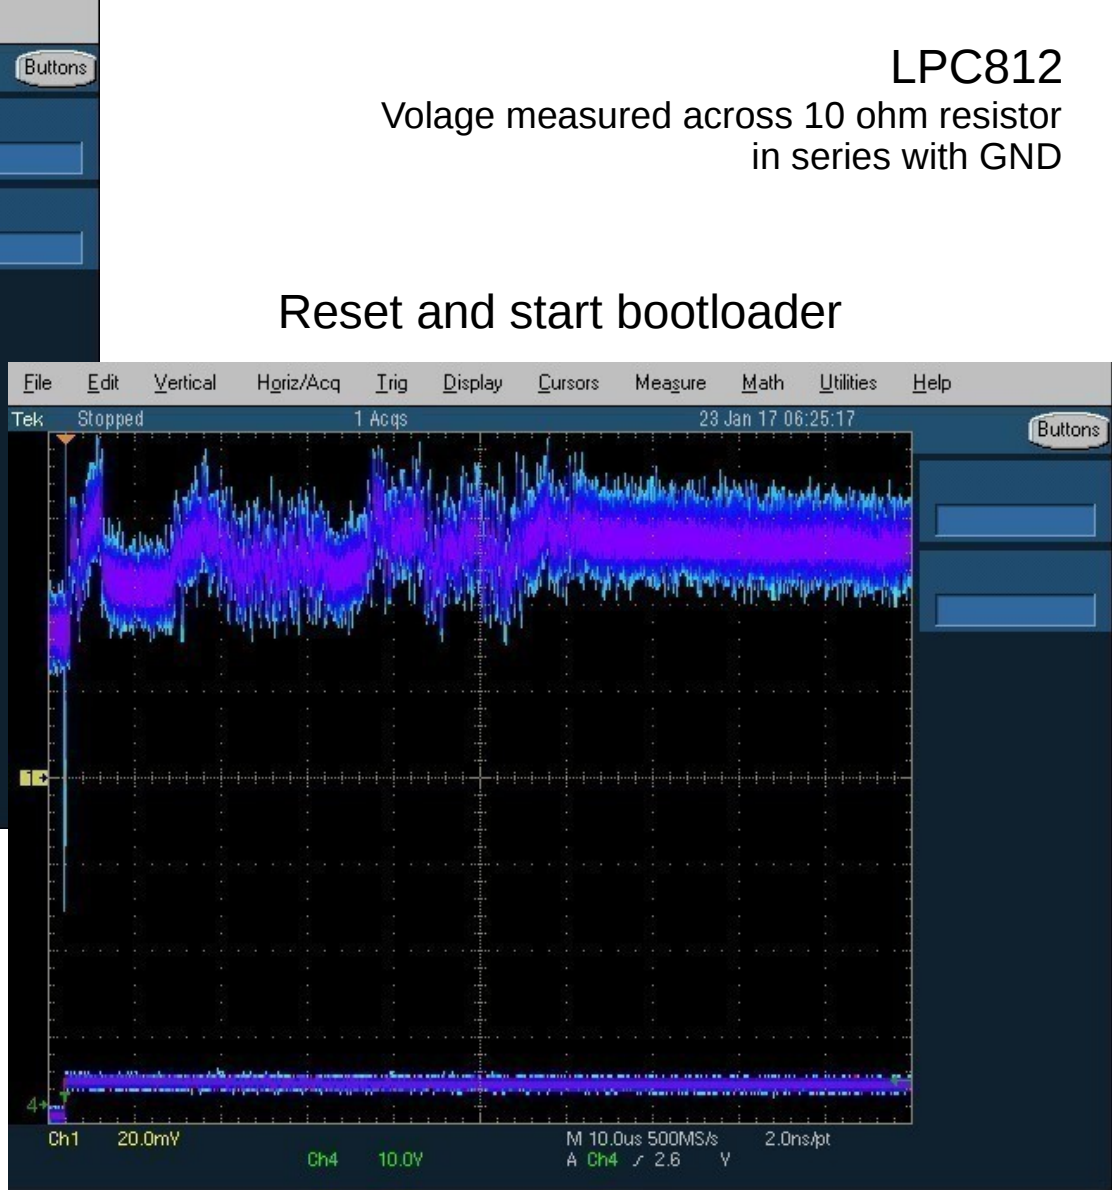 Buttons
LPC812
Volage measured across 10 ohm resistor
in series with GND
Reset and start bootloader
File Edit Vertical Horiz/Acq Trig Display Cursors Measure Math Utilities Help
Tek Stopped 1 Acqs 23 Jan 17 06:25:17
Buttons
1
4
Ch1 20.0mV M 10.0us 500MS/s 2.0ns/pt
Ch4 10.0V A Ch4 2.6 V